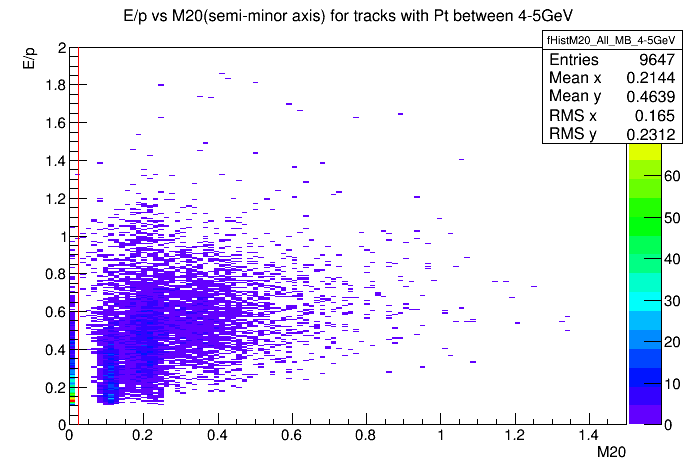 E/p vs M20(semi-minor axis) for tracks with Pt between 4-5GeV
fHistM20_All_MB_4-5GeV
Entries 9647
Mean x 0.2144
Mean y 0.4639
RMS x 0.165
RMS y 0.2312
E/p
2
1.8
1.6
1.4
1.2
1
0.8
0.6
0.4
0.2
0
0 0.2 0.4 0.6 0.8 1 1.2 1.4
M20
60
50
40
30
20
10
0